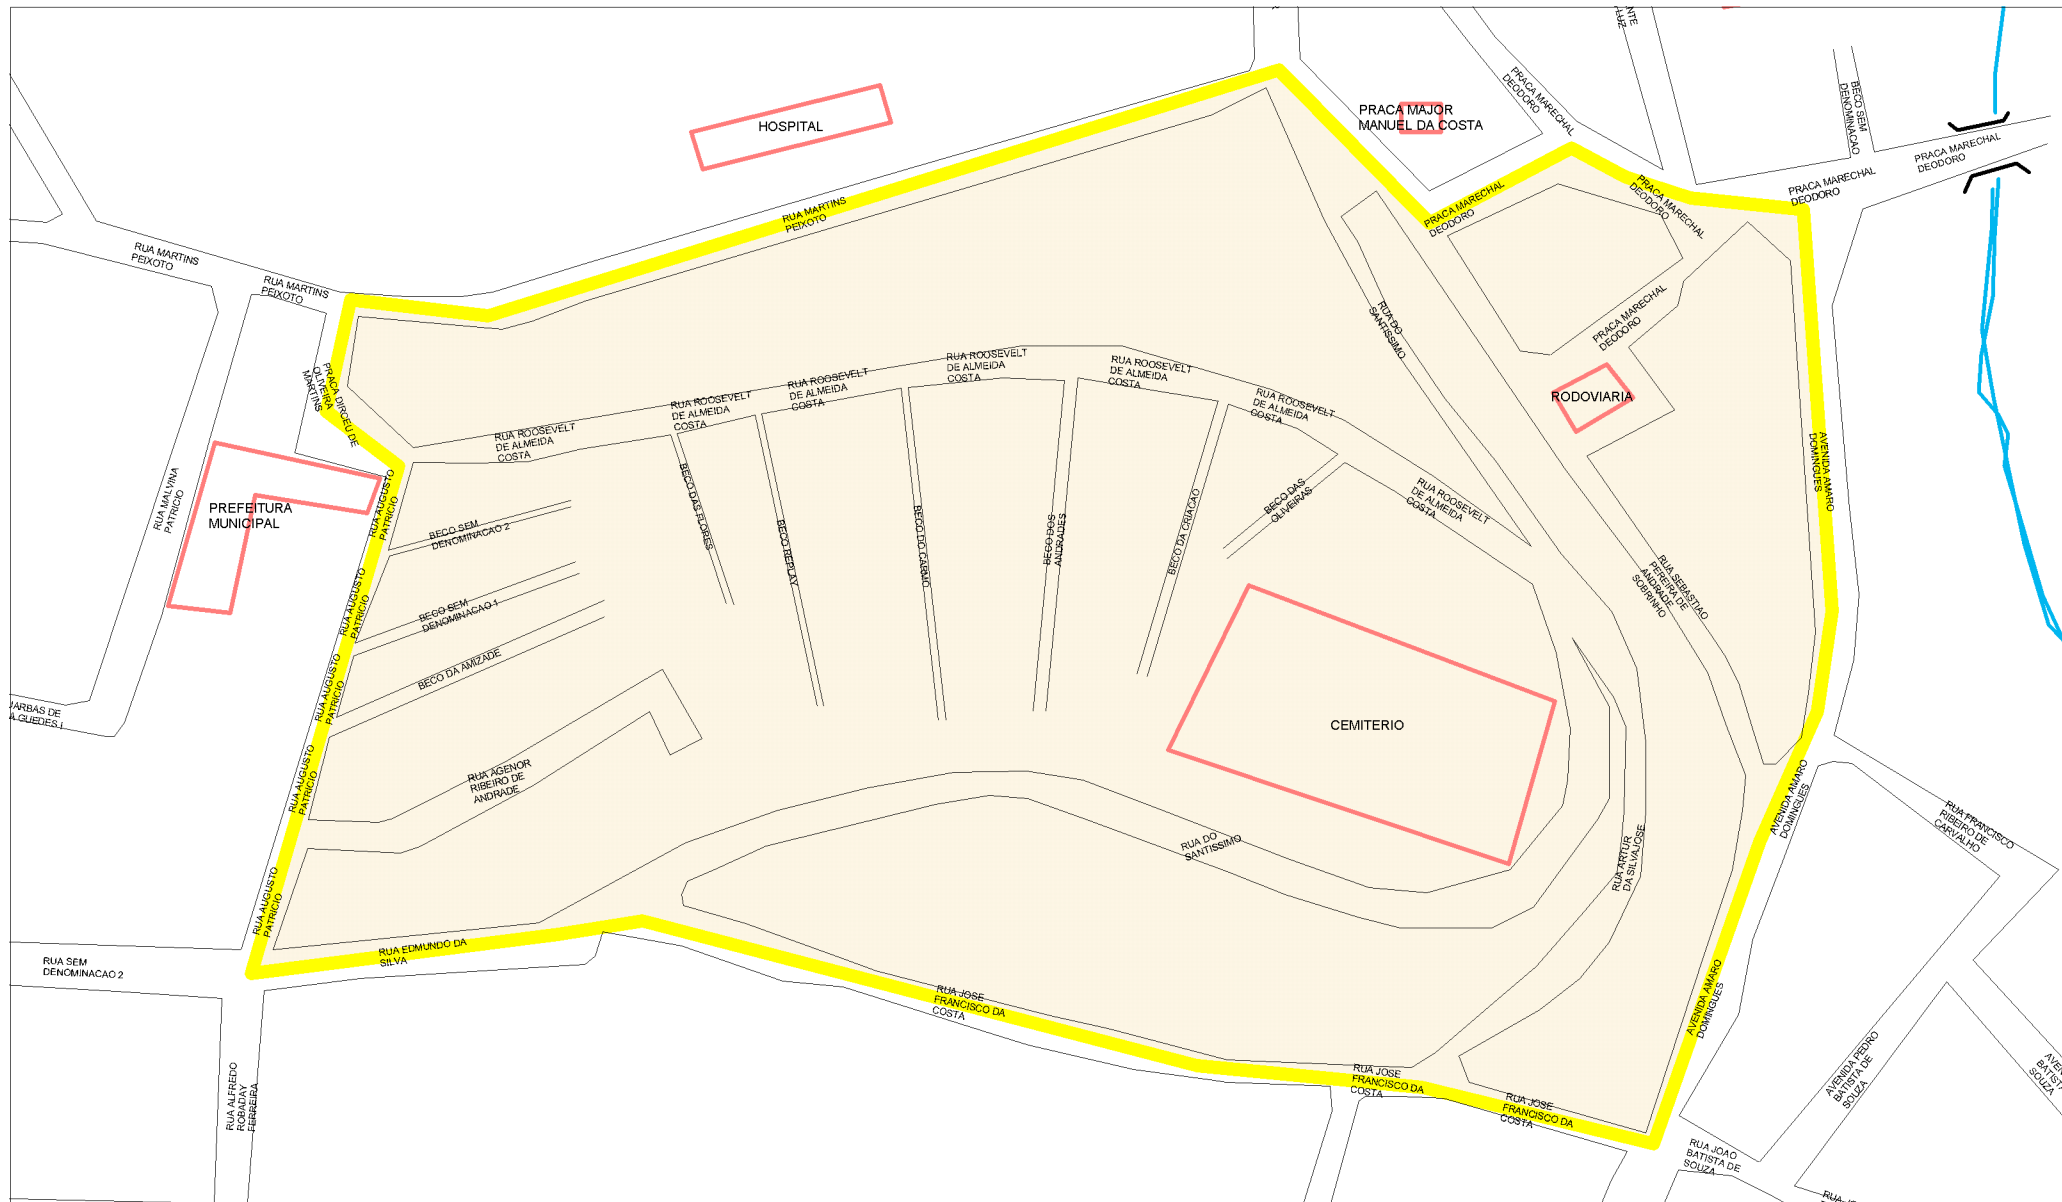 NTE
LUZ
PRACA MARECHAL
DEODORO
BECO SEM
DENOMINACAO
PRACA MAJOR
MANUEL DA COSTA
HOSPITAL
PRACA MARECHAL
DEODORO
PRACA MARECHAL
DEODORO
PRACA MARECHAL
DEODORO
PRACA MARECHAL
DEODORO
RUA MARTINS
PEIXOTO
RUA MARTINS
PEIXOTO
RUA MARTINS
PEIXOTO
PRACA MARECHAL
DEODORO
RUA DO
SANTISSIMO
RUA ROOSEVELT
DE ALMEIDA
COSTA
RUA ROOSEVELT
DE ALMEIDA
COSTA
RUA ROOSEVELT
DE ALMEIDA
COSTA
RUA ROOSEVELT
DE ALMEIDA
COSTA
RUA ROOSEVELT
DE ALMEIDA
COSTA
RUA ROOSEVELT
DE ALMEIDA
COSTA
RUA ROOSEVELT
DE ALMEIDA
COSTA
PRACA DIRCEU DE
OLIVEIRA
MARTINS
RODOVIARIA
AVENIDA AMARO
DOMINGUES
RUA MALVINA
PATRICIO
PREFEITURA
MUNICIPAL
RUA AUGUSTO
PATRICIO
BECO SEM
DENOMINACAO 2
BECO DAS FLORES
BECO REPLAY
BECO DO CARMO
BECO DOS
ANDRADES
BECO DA CRIACAO
BECO DAS
OLIVEIRAS
RUA SEBASTIAO
PEREIRA DE
ANDRADE
SOBRINHO
RUA AUGUSTO
PATRICIO
BECO SEM
DENOMINACAO 1
BECO DA AMIZADE
RUA AUGUSTO
PATRICIO
JARBAS DE
A GUEDES I
CEMITERIO
RUA AUGUSTO
PATRICIO
RUA AGENOR
RIBEIRO DE
ANDRADE
RUA DO
SANTISSIMO
RUA ARTUR
DA SILVAJOSE
AVENIDA AMARO
DOMINGUES
RUA FRANCISCO
RIBEIRO DE
CARVALHO
RUA AUGUSTO
PATRICIO
RUA EDMUNDO DA
SILVA
RUA SEM
DENOMINACAO 2
RUA JOSE
FRANCISCO DA
COSTA
AVENIDA AMARO
DOMINGUES
RUA JOSE
FRANCISCO DA
COSTA
RUA JOSE
FRANCISCO DA
COSTA
RUA ALFREDO
ROBADAY
FERREIRA
AVENIDA PEDRO
BATISTA DE
SOUZA
AVEN
BATIST
SOUZA
RUA JOAO
BATISTA DE
SOUZA